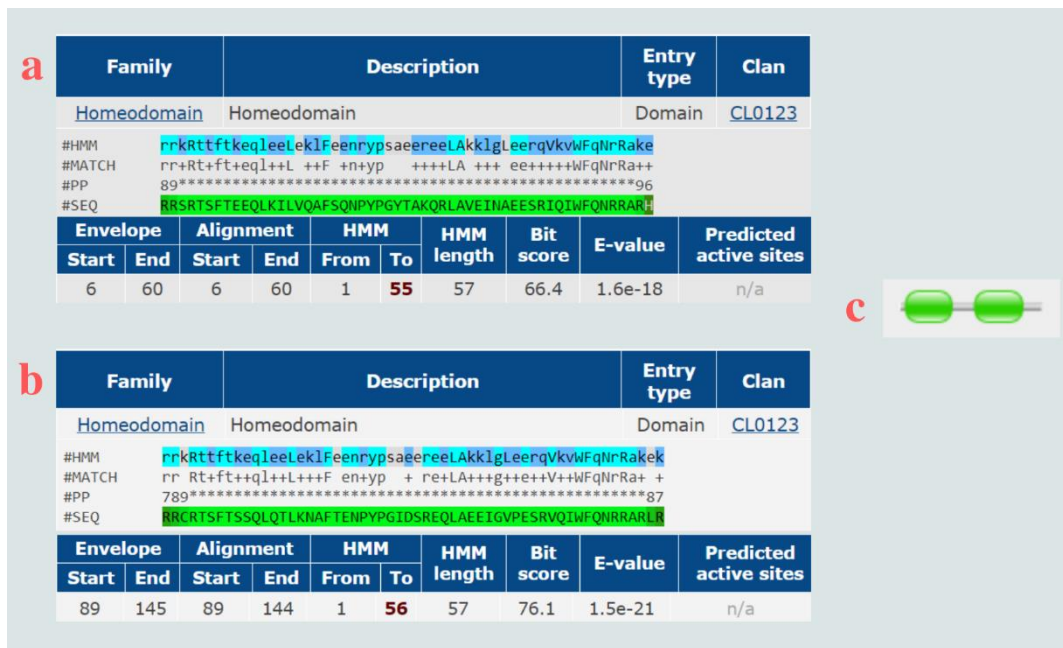 a
Family Description Entry type Clan
Homeodomain Homeodomain Domain CL0123
#HMM rrkRttftkeqleeLeklFeenrypsaeereeLAkklgLeerqVkvWFqNrRake
#MATCH rr+Rt+ft+eq++L ++F +n+yp ++++LA +++ ee+++++WFqNrRa++
#PP 89*****************************************************96
#SEQ RRSRTSFTEEQLKILVQAFSQNPYPGYTAKQRLAVEINAEESRIQIWFQNRRARH
Envelope Alignment HMM HMM length Bit score E-value Predicted active sites
Start End Start End From To
6 60 6 60 1 55 57 66.4 1.6e-18 n/a
c
b
Family Description Entry type Clan
Homeodomain Homeodomain Domain CL0123
#HMM rrkRttftkeqleeLeklFeenrypsaeereeLAkklgLeerqVkvWFqNrRakek
#MATCH rr Rt+ft++ql++L+++F en+yp + re+LA+++g++e++V++WFqNrRa+ +
#PP 789***************************************************87
#SEQ RRCRTSFTSSQLQTLKNAFTENPYPGIDSREQLAEEIGVPESRVQIWFQNRRARLR
Envelope Alignment HMM HMM length Bit score E-value Predicted active sites
Start End Start End From To
89 145 89 144 1 56 57 76.1 1.5e-21 n/a